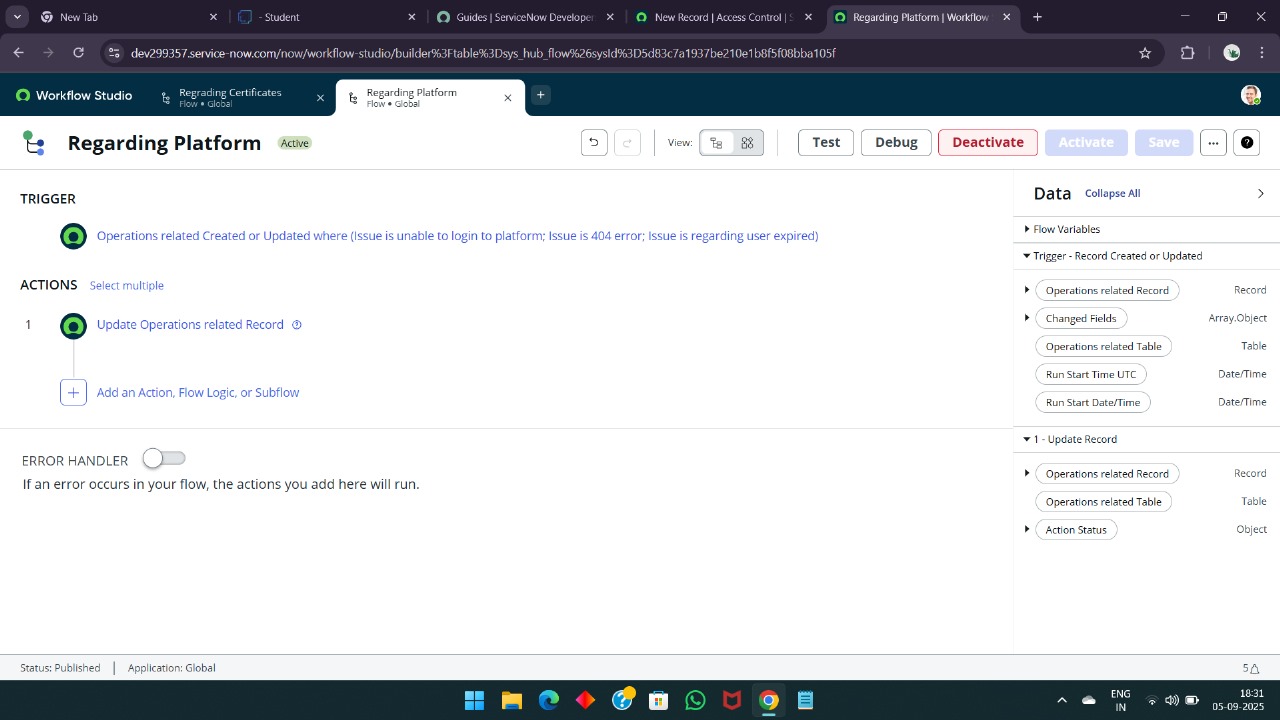 New Tab
- Student
Guides | ServiceNow Developer
New Record | Access Control | S
Regarding Platform | Workflow
dev299357.service-now.com/now/workflow-studio/builder%3Ftable%3Dsys_hub_flow%26sysId%3D5d83c7a1937be210e1b8f5f08bba105f
Workflow Studio
Regrading Certificates
Flow • Global
Regarding Platform
Flow • Global
Regarding Platform
Active
View:
Test
Debug
Deactivate
Activate
Save
TRIGGER
Operations related Created or Updated where (Issue is unable to login to platform; Issue is 404 error; Issue is regarding user expired)
ACTIONS Select multiple
1 Update Operations related Record
Add an Action, Flow Logic, or Subflow
ERROR HANDLER
If an error occurs in your flow, the actions you add here will run.
Data Collapse All
Flow Variables
Trigger - Record Created or Updated
Operations related Record Record
Changed Fields Array.Object
Operations related Table Table
Run Start Time UTC Date/Time
Run Start Date/Time Date/Time
1 - Update Record
Operations related Record Record
Operations related Table Table
Action Status Object
Status: Published | Application: Global
5
ENG
IN
18:31
05-09-2025